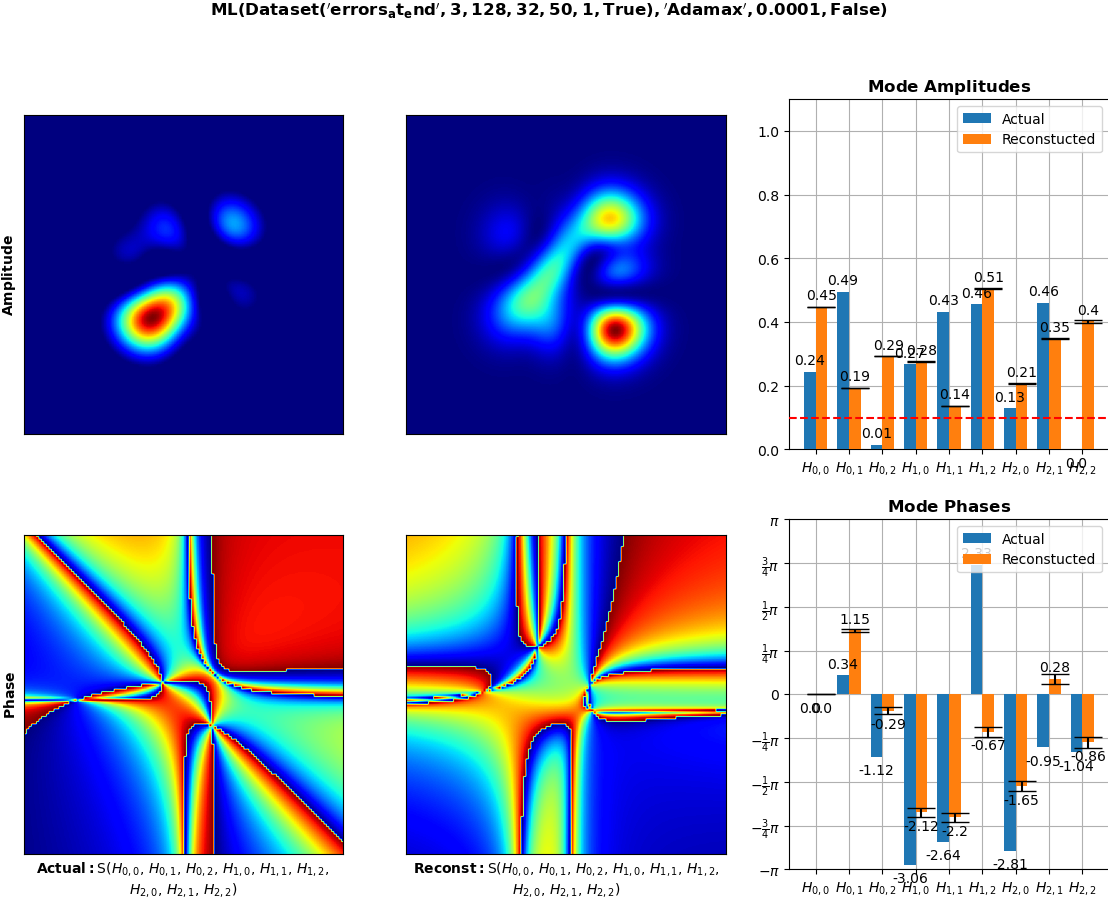 ML(Dataset('errors_at_end', 3, 128, 32, 50, 1, True), 'Adamax', 0.0001, False)
Amplitude
Mode Amplitudes
Actual
Reconstucted
1.0
0.8
0.6
0.4
0.2
0.0
0.24
0.45
0.49
0.19
0.01
0.29
0.27
0.28
0.43
0.14
0.46
0.51
0.13
0.21
0.46
0.35
0.0
0.4
H0,0 H0,1 H0,2 H1,0 H1,1 H1,2 H2,0 H2,1 H2,2
Phase
Actual: S(H0,0, H0,1, H0,2, H1,0, H1,1, H1,2,
H2,0, H2,1, H2,2)
Reconst: S(H0,0, H0,1, H0,2, H1,0, H1,1, H1,2,
H2,0, H2,1, H2,2)
Mode Phases
Actual
Reconstucted
π
3/4π
1/2π
1/4π
0
−1/4π
−1/2π
−3/4π
−π
0.0
0.0
0.34
1.15
-1.12
-0.29
-3.06
-2.12
-2.64
-2.2
2.33
-0.67
-2.81
-1.65
-0.95
0.28
-1.04
-0.86
H0,0 H0,1 H0,2 H1,0 H1,1 H1,2 H2,0 H2,1 H2,2